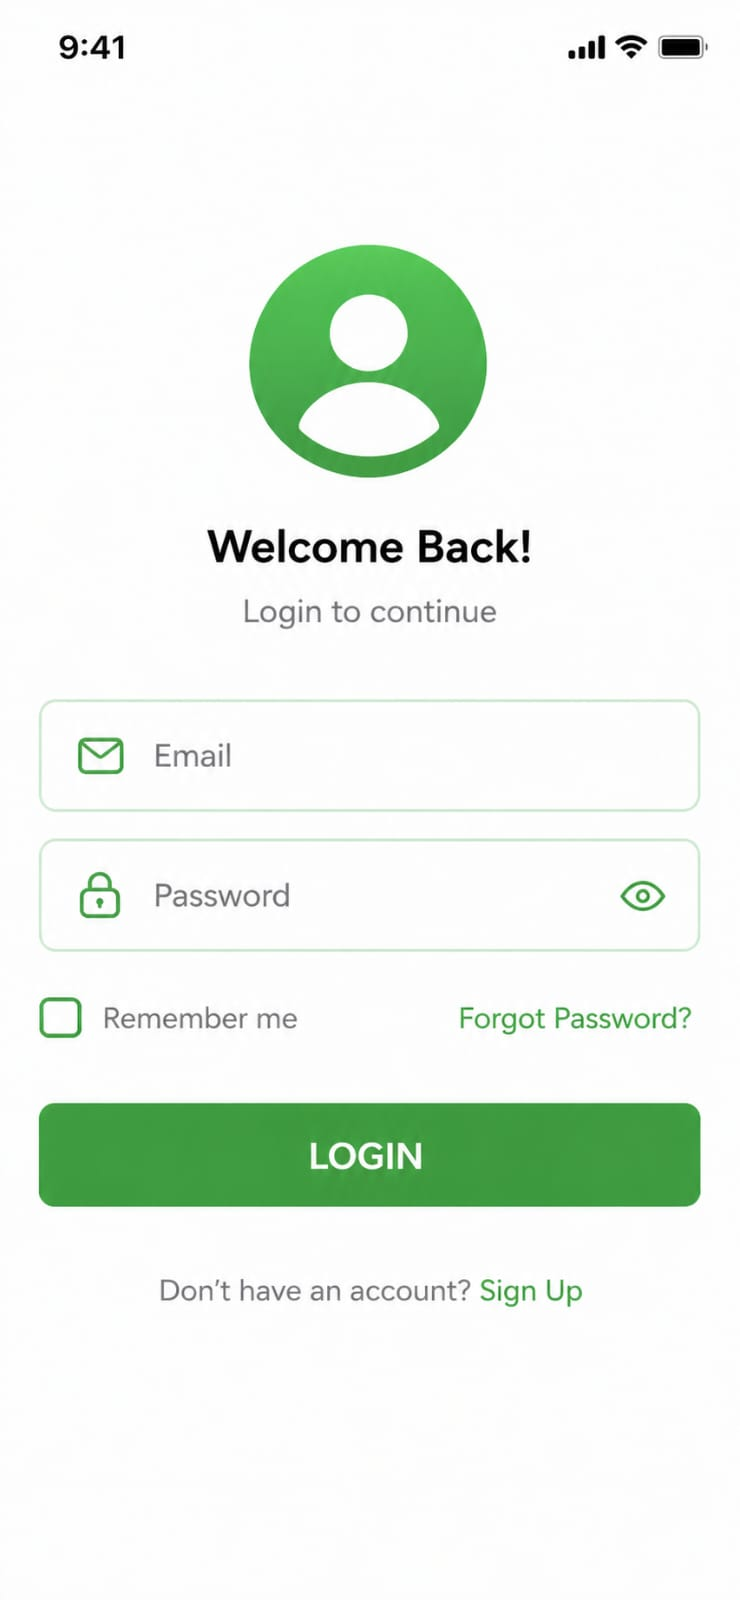 9:41
Welcome Back!
Login to continue
Email
Password
Remember me
Forgot Password?
LOGIN
Don't have an account? Sign Up